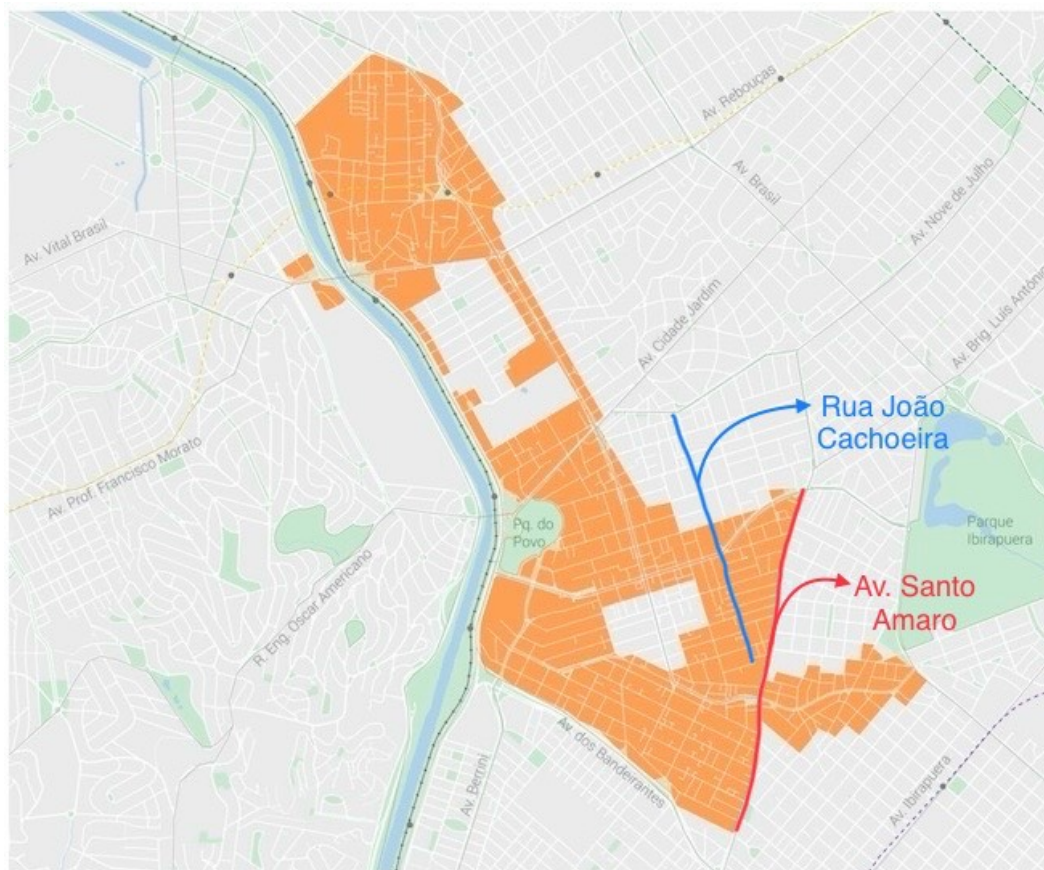 Av. Rebouças
Av. Brasil
Av. Nove de Julho
Av. Vital Brasil
Av. Cidade Jardim
Av. Brig. Luís Antônio
Rua João
Cachoeira
Av. Prof. Francisco Morato
Pq. do
Povo
Parque
Ibirapuera
R. Eng. Oscar Americano
Av. Santo
Amaro
Av. dos Bandeirantes
Av. Berrini
Av. Ibirapuera